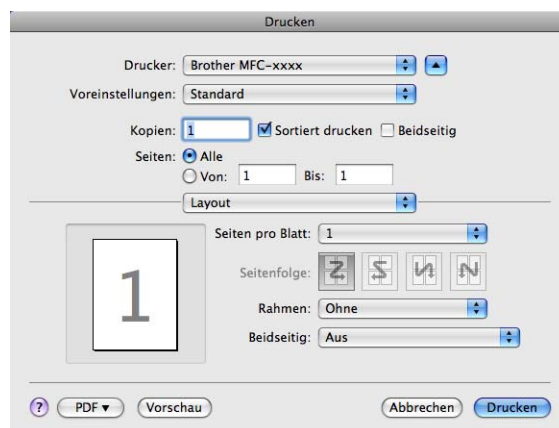 Drucken
Drucker: Brother MFC-xxxx
Voreinstellungen: Standard
Kopien: 1 Sortiert drucken Beidseitig
Seiten: Alle
Von: 1 Bis: 1
Layout
Seiten pro Blatt: 1
Seitenfolge:
Rahmen: Ohne
Beidseitig: Aus
1
? PDF Vorschau Abbrechen Drucken